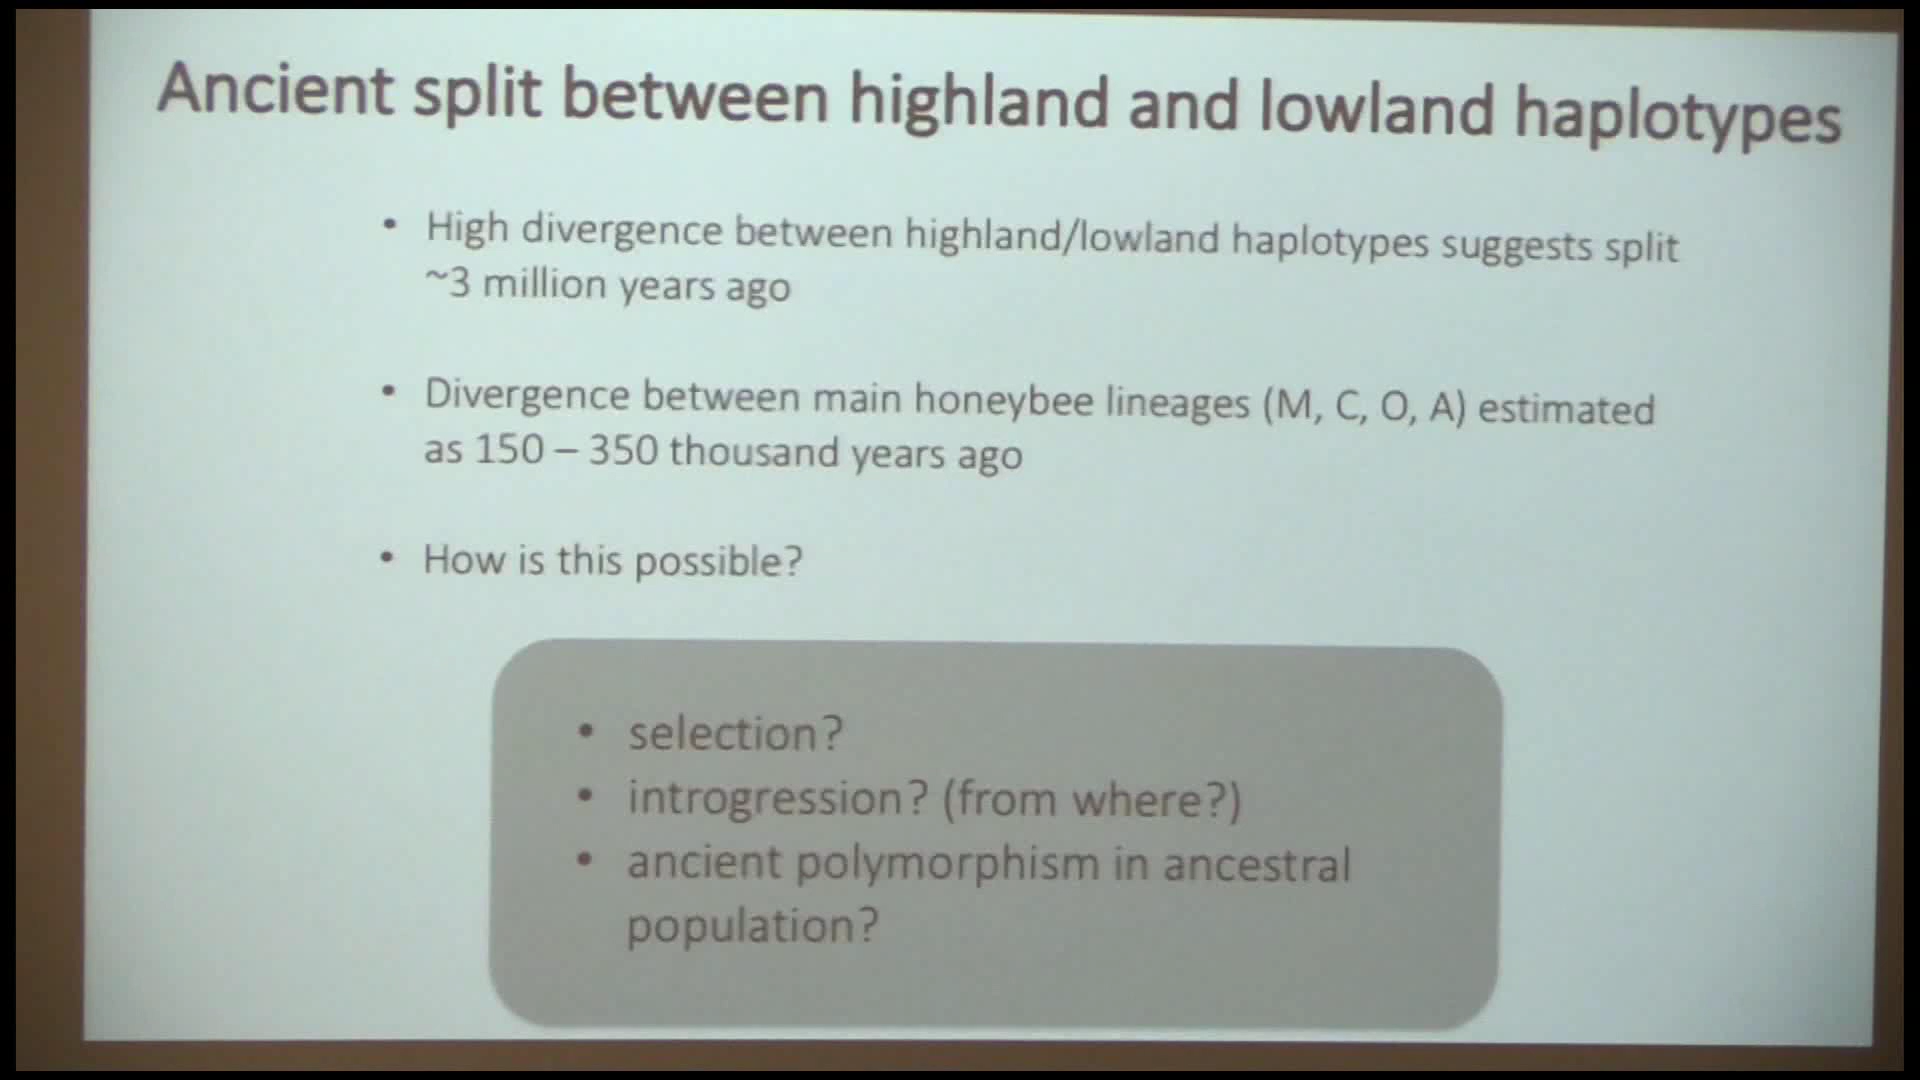 Ancient split between highland and lowland haplotypes
• High divergence between highland/lowland haplotypes suggests split
~3 million years ago
• Divergence between main honeybee lineages (M, C, O, A) estimated
as 150 – 350 thousand years ago
• How is this possible?
• selection?
• introgression? (from where?)
• ancient polymorphism in ancestral
population?